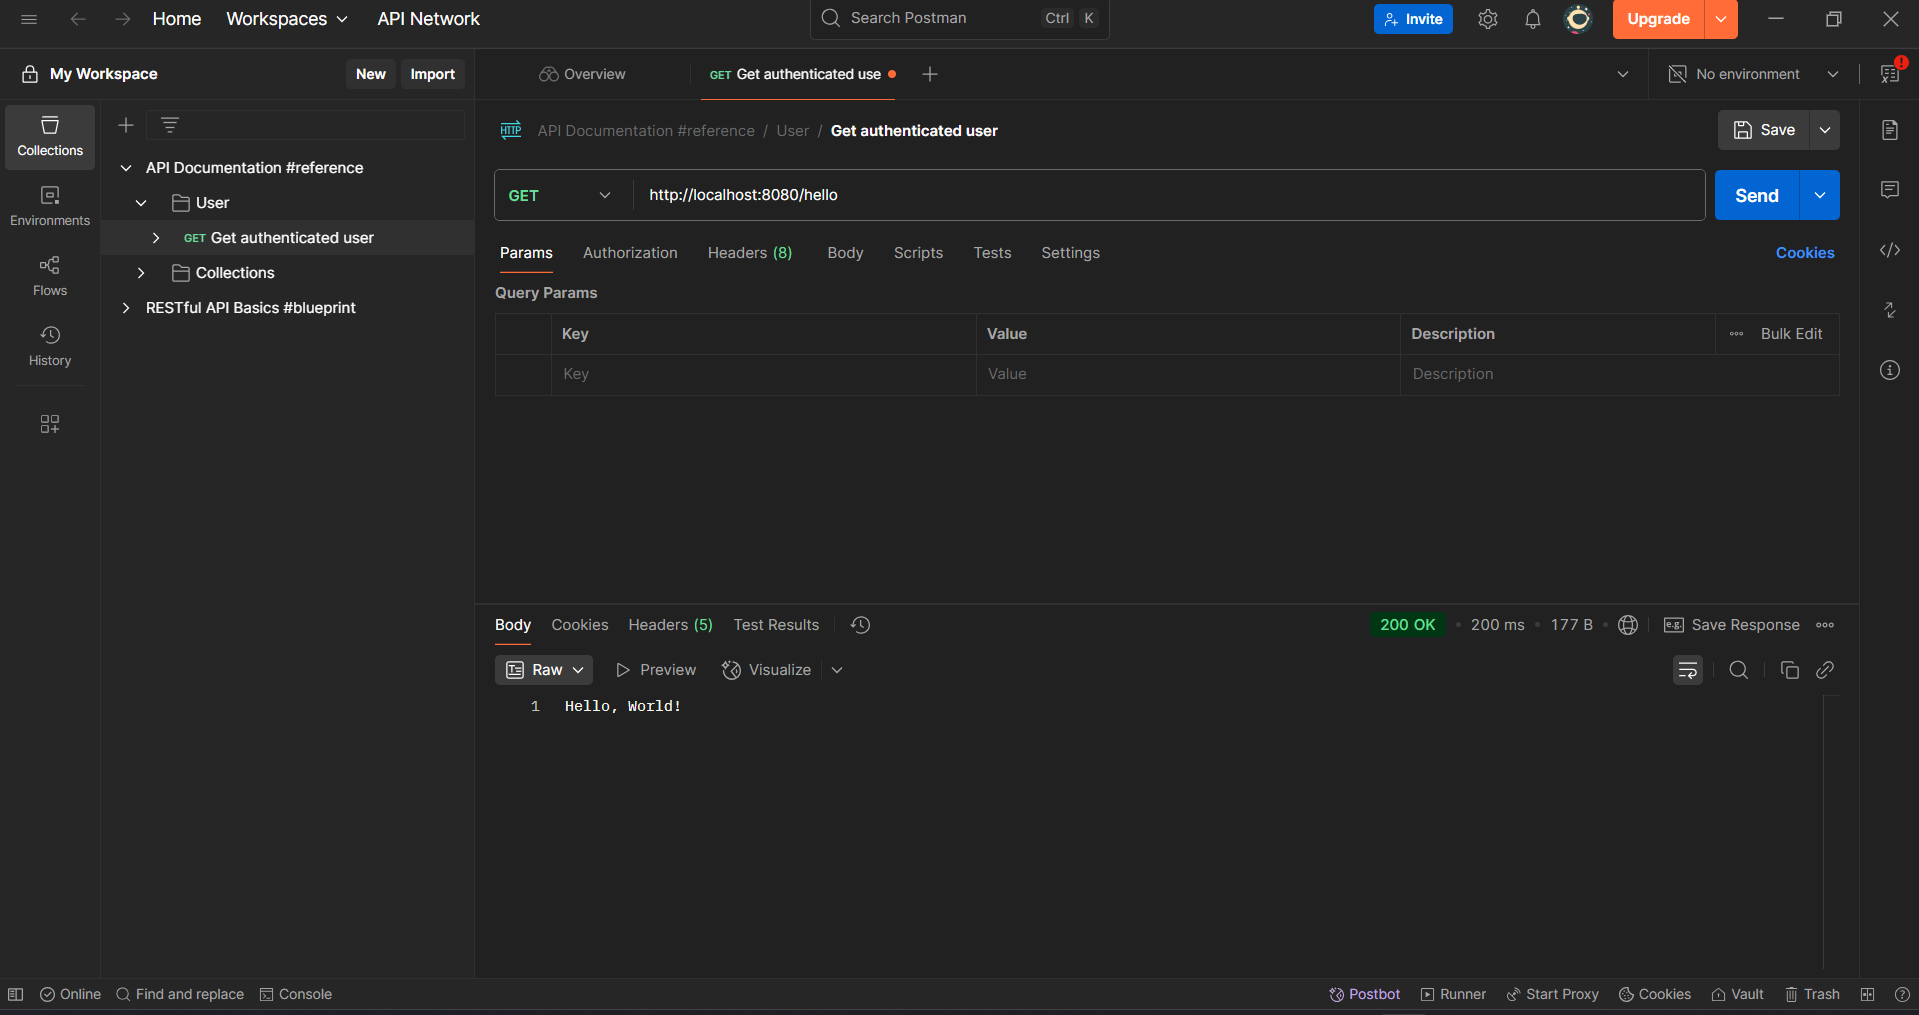 Home Workspaces API Network Search Postman Ctrl K Invite Upgrade
My Workspace New Import Overview GET Get authenticated use No environment
Collections
Environments
Flows
History
API Documentation #reference
User
GET Get authenticated user
Collections
RESTful API Basics #blueprint
HTTP API Documentation #reference / User / Get authenticated user Save
GET http://localhost:8080/hello Send
Params Authorization Headers (8) Body Scripts Tests Settings Cookies
Query Params
Key Value Description Bulk Edit
Key Value Description
Body Cookies Headers (5) Test Results 200 OK • 200 ms • 177 B • e.g. Save Response
Raw Preview Visualize
1 Hello, World!
Online Find and replace Console Postbot Runner Start Proxy Cookies Vault Trash